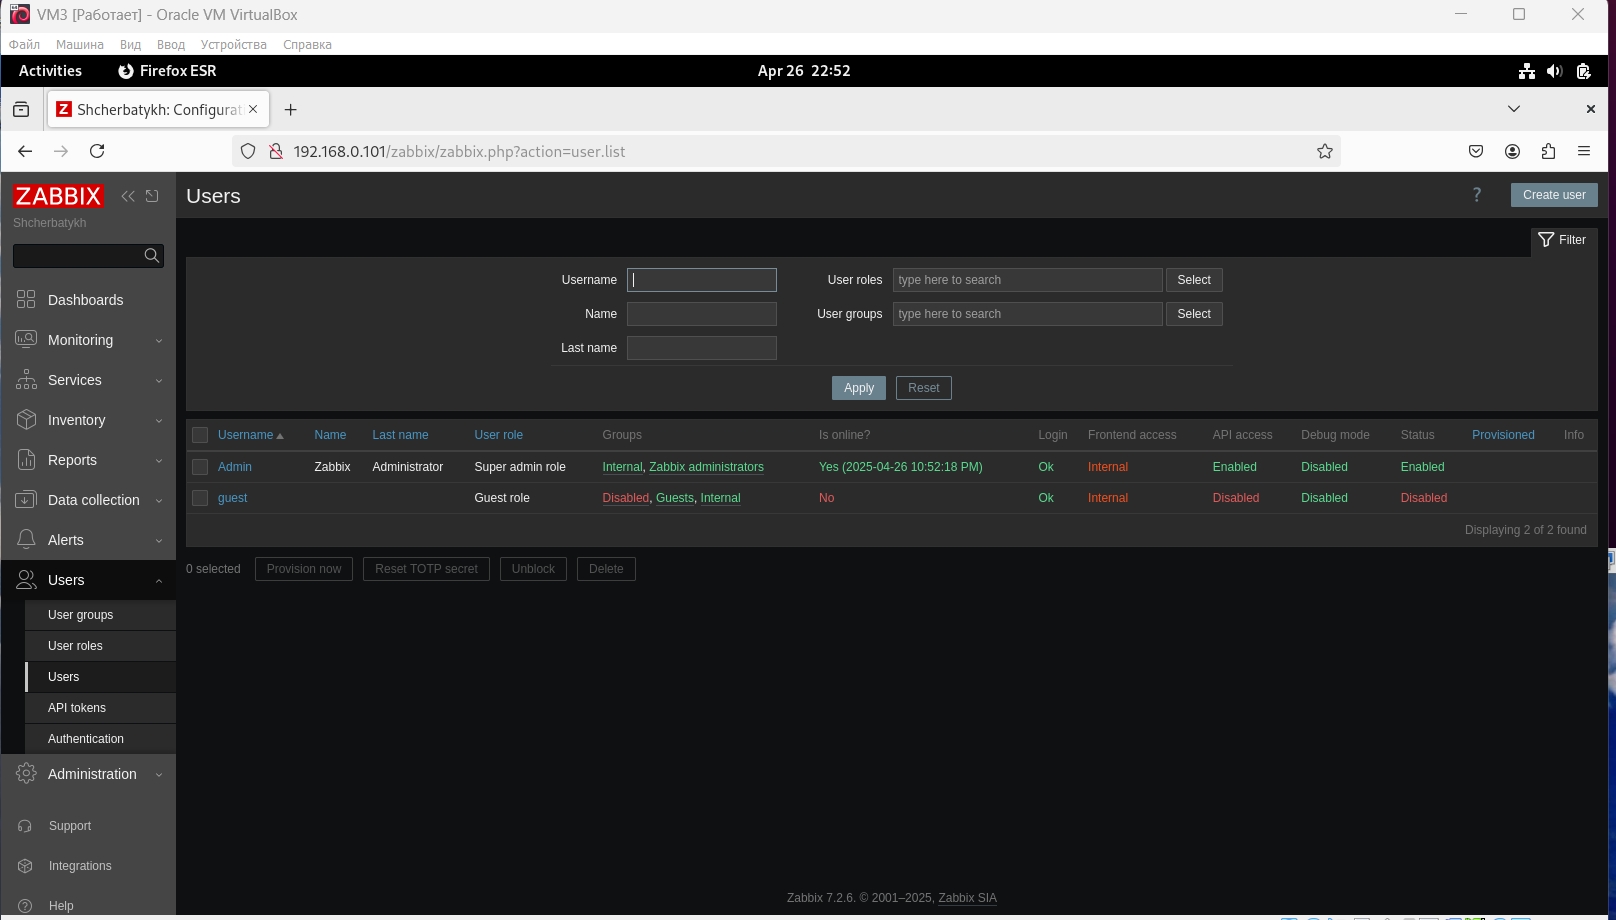 VM3 [Работает] - Oracle VM VirtualBox
Файл Машина Вид Ввод Устройства Справка
Activities Firefox ESR Apr 26 22:52
Shcherbatykh: Configurat
192.168.0.101/zabbix/zabbix.php?action=user.list
ZABBIX
Shcherbatykh
Dashboards
Monitoring
Services
Inventory
Reports
Data collection
Alerts
Users
User groups
User roles
Users
API tokens
Authentication
Administration
Support
Integrations
Help
Users
? Create user
Filter
Username User roles type here to search Select
Name User groups type here to search Select
Last name
Apply Reset
Username Name Last name User role Groups Is online? Login Frontend access API access Debug mode Status Provisioned Info
Admin Zabbix Administrator Super admin role Internal, Zabbix administrators Yes (2025-04-26 10:52:18 PM) Ok Internal Enabled Disabled Enabled
guest Guest role Disabled, Guests, Internal No Ok Internal Disabled Disabled Disabled
Displaying 2 of 2 found
0 selected Provision now Reset TOTP secret Unblock Delete
Zabbix 7.2.6. © 2001–2025, Zabbix SIA